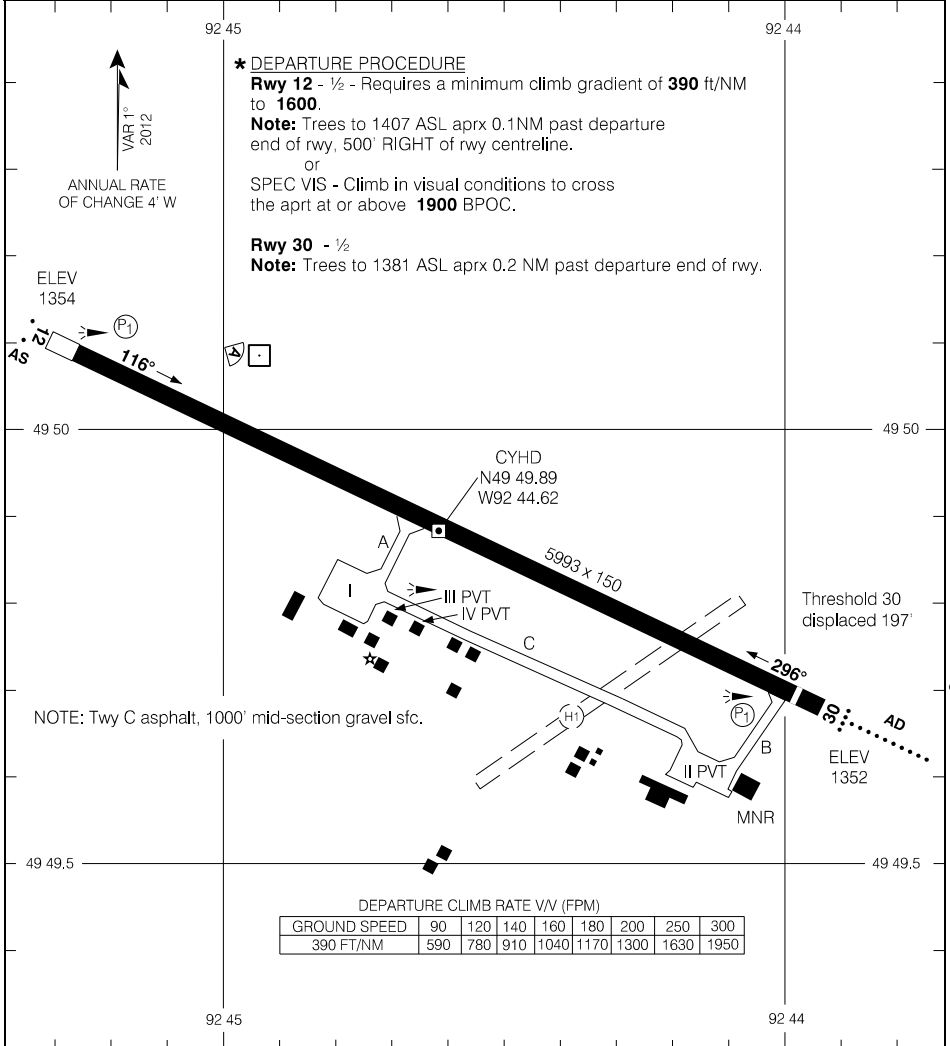 92 45
92 44
VAR 1°
2012
ANNUAL RATE
OF CHANGE 4' W
* DEPARTURE PROCEDURE
Rwy 12 - ½ - Requires a minimum climb gradient of 390 ft/NM
to 1600.
Note: Trees to 1407 ASL aprx 0.1NM past departure
end of rwy, 500' RIGHT of rwy centreline.
or
SPEC VIS - Climb in visual conditions to cross
the aprt at or above 1900 BPOC.
Rwy 30 - ½
Note: Trees to 1381 ASL aprx 0.2 NM past departure end of rwy.
ELEV
1354
P1
12
AS
116°
A
49 50
49 50
CYHD
N49 49.89
W92 44.62
A
I
5993 x 150
III PVT
IV PVT
C
Threshold 30
displaced 197'
296°
NOTE: Twy C asphalt, 1000' mid-section gravel sfc.
H1
P1
30
AD
B
ELEV
1352
II PVT
MNR
49 49.5
49 49.5
DEPARTURE CLIMB RATE V/V (FPM)
GROUND SPEED 90 120 140 160 180 200 250 300
390 FT/NM 590 780 910 1040 1170 1300 1630 1950
92 45
92 44